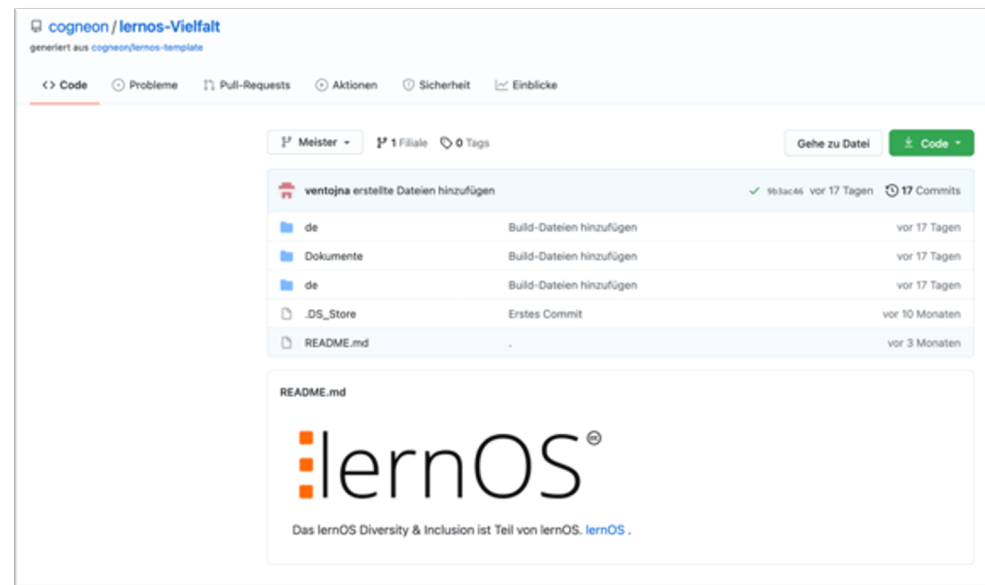 cogneon / lernos-Vielfalt
generiert aus cogneon/lernos-template
<> Code Probleme Pull-Requests Aktionen Sicherheit Einblicke
Meister 1 Filiale 0 Tags Gehe zu Datei Code
ventojna erstellte Dateien hinzufügen 9b3ac46 vor 17 Tagen 17 Commits
de Build-Dateien hinzufügen vor 17 Tagen
Dokumente Build-Dateien hinzufügen vor 17 Tagen
de Build-Dateien hinzufügen vor 17 Tagen
.DS_Store Erstes Commit vor 10 Monaten
README.md . vor 3 Monaten
README.md
lernOS cc
Das lernOS Diversity & Inclusion ist Teil von lernOS. lernOS .